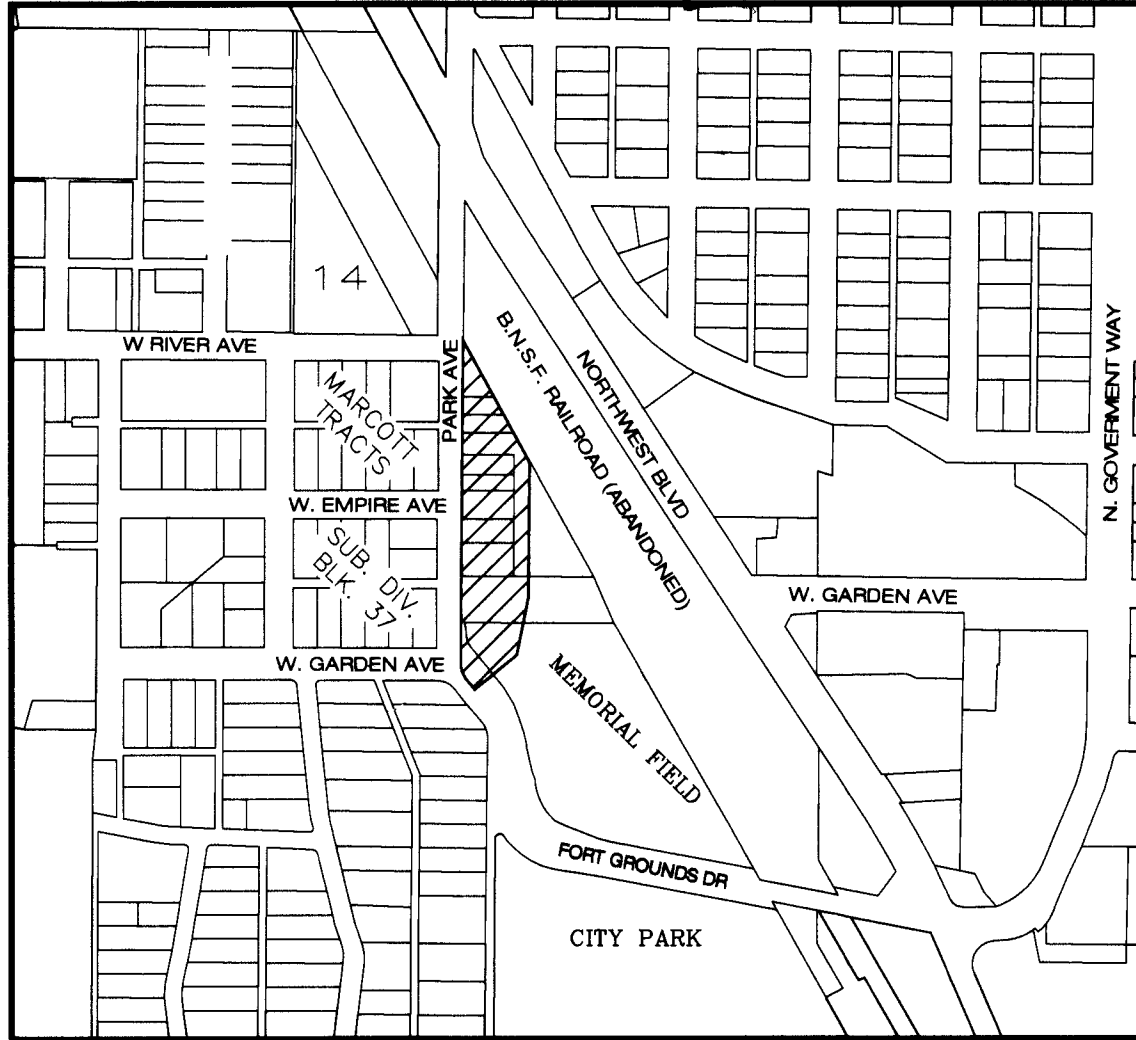 14
W RIVER AVE
PARK AVE
MARCOTT
TRACTS
B.N.S.F. RAILROAD (ABANDONED)
NORTHWEST BLVD
N. GOVERMENT WAY
W. EMPIRE AVE
SUB. DIV.
BLK. 37
W. GARDEN AVE
W. GARDEN AVE
MEMORIAL FIELD
FORT GROUNDS DR
CITY PARK